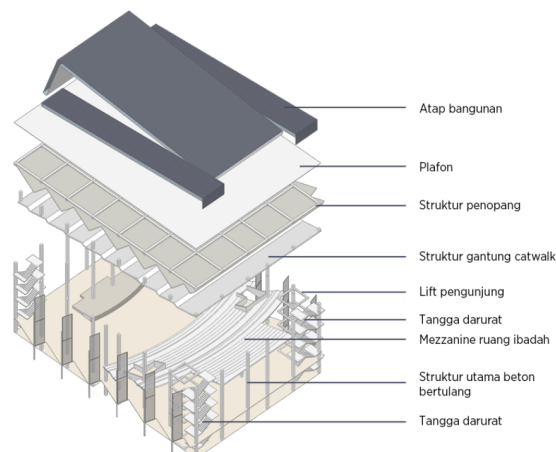 Atap bangunan
Plafon
Struktur penopang
Struktur gantung catwalk
Lift pengunjung
Tangga darurat
Mezzanine ruang ibadah
Struktur utama beton
bertulang
Tangga darurat